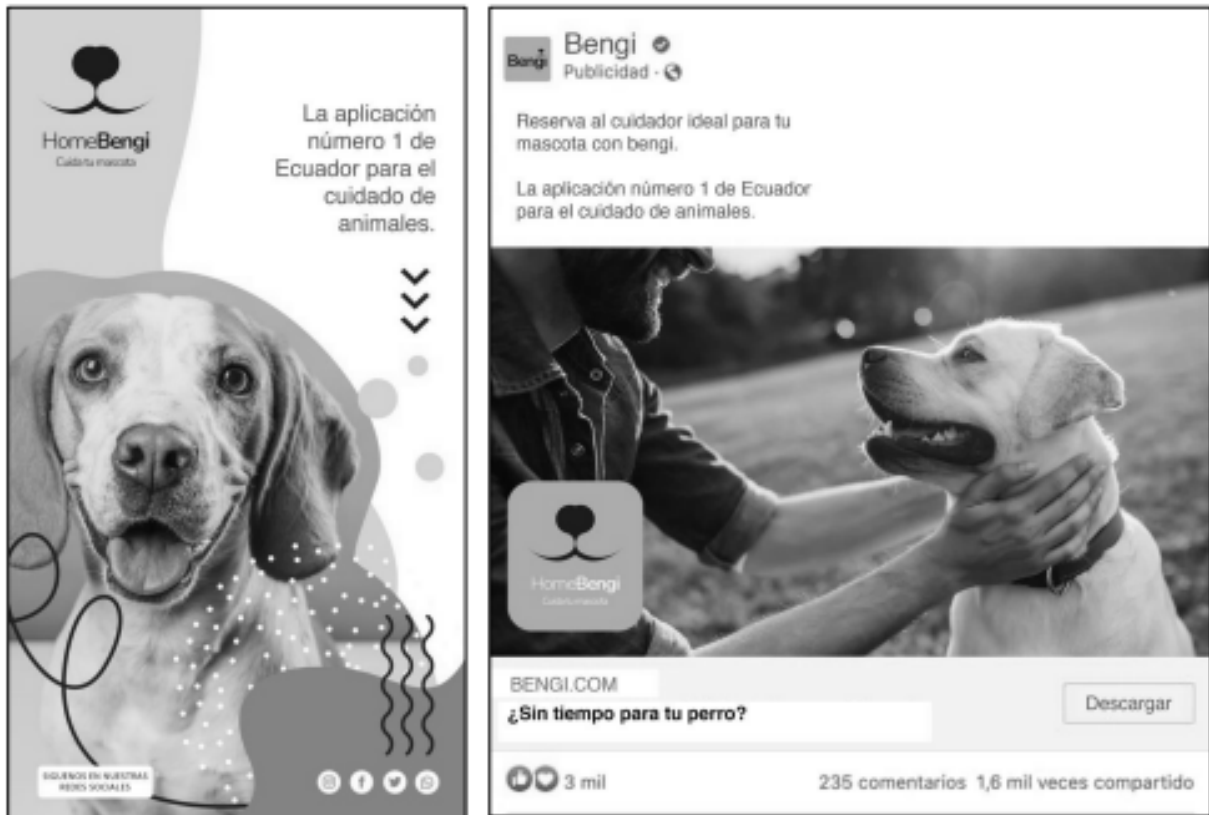 HomeBengi
Cuida tu mascota
La aplicación
número 1 de
Ecuador para el
cuidado de
animales.
SIGUENOS EN NUESTRAS
REDES SOCIALES
Bengi
Bengi
Publicidad ·
Reserva al cuidador ideal para tu
mascota con bengi.
La aplicación número 1 de Ecuador
para el cuidado de animales.
HomeBengi
Cuida tu mascota
BENGI.COM
¿Sin tiempo para tu perro?
Descargar
3 mil
235 comentarios 1,6 mil veces compartido